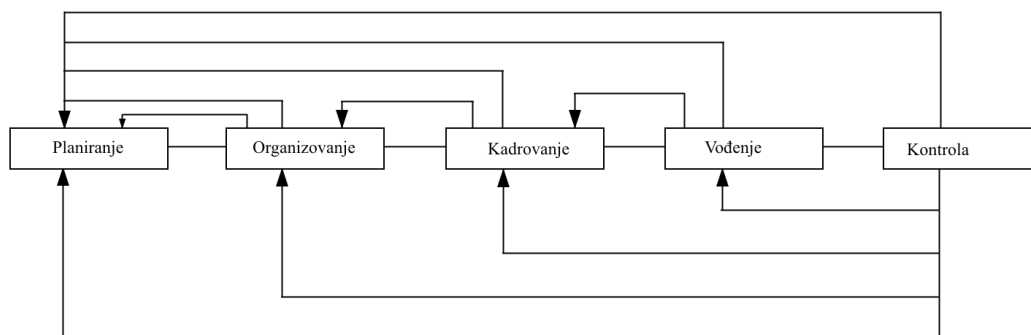 Planiranje
Organizovanje
Kadrovanje
Vođenje
Kontrola